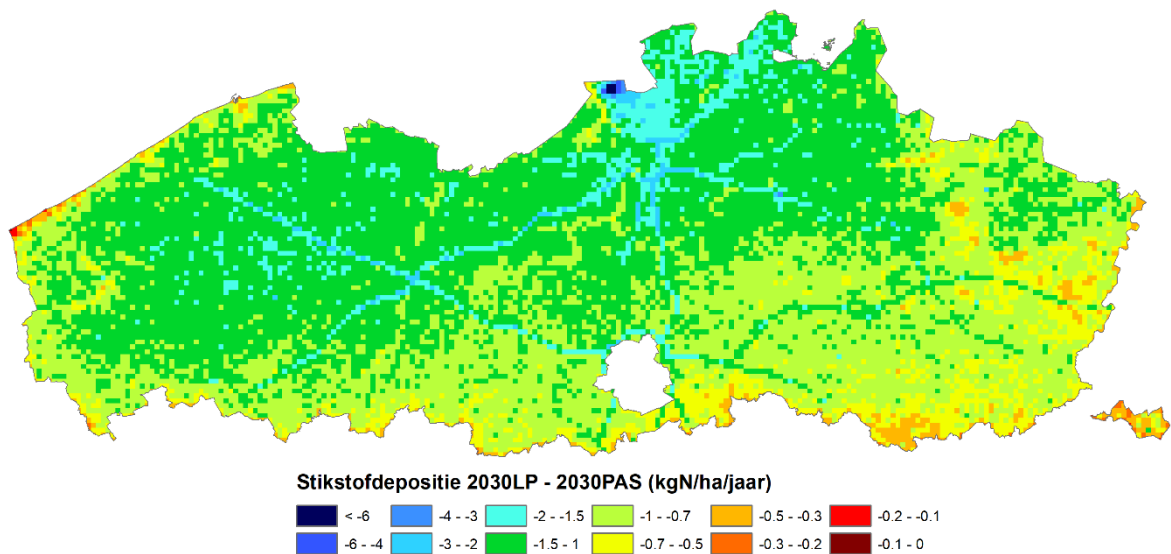 Stikstofdepositie 2030LP - 2030PAS (kgN/ha/jaar)
< -6 -4 - -3 -2 - -1.5 -1 - -0.7 -0.5 - -0.3 -0.2 - -0.1
-6 - -4 -3 - -2 -1.5 - 1 -0.7 - -0.5 -0.3 - -0.2 -0.1 - 0